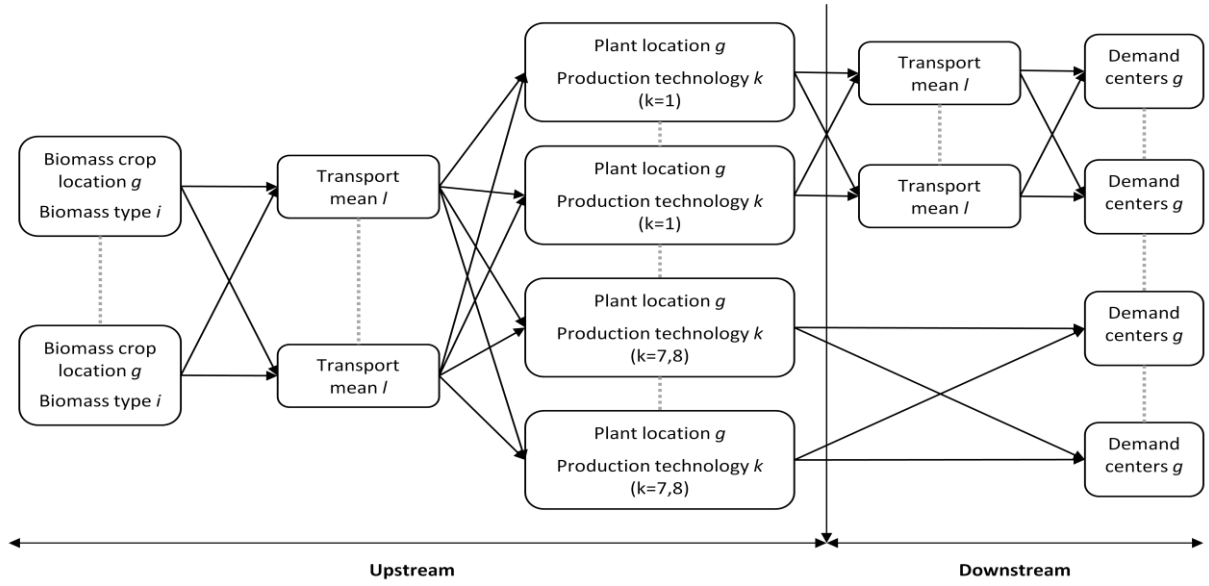 Biomass crop
location g
Biomass type i
Biomass crop
location g
Biomass type i
Transport
mean l
Transport
mean l
Plant location g
Production technology k
(k=1)
Plant location g
Production technology k
(k=1)
Plant location g
Production technology k
(k=7,8)
Plant location g
Production technology k
(k=7,8)
Transport
mean l
Transport
mean l
Demand
centers g
Demand
centers g
Demand
centers g
Demand
centers g
Upstream
Downstream